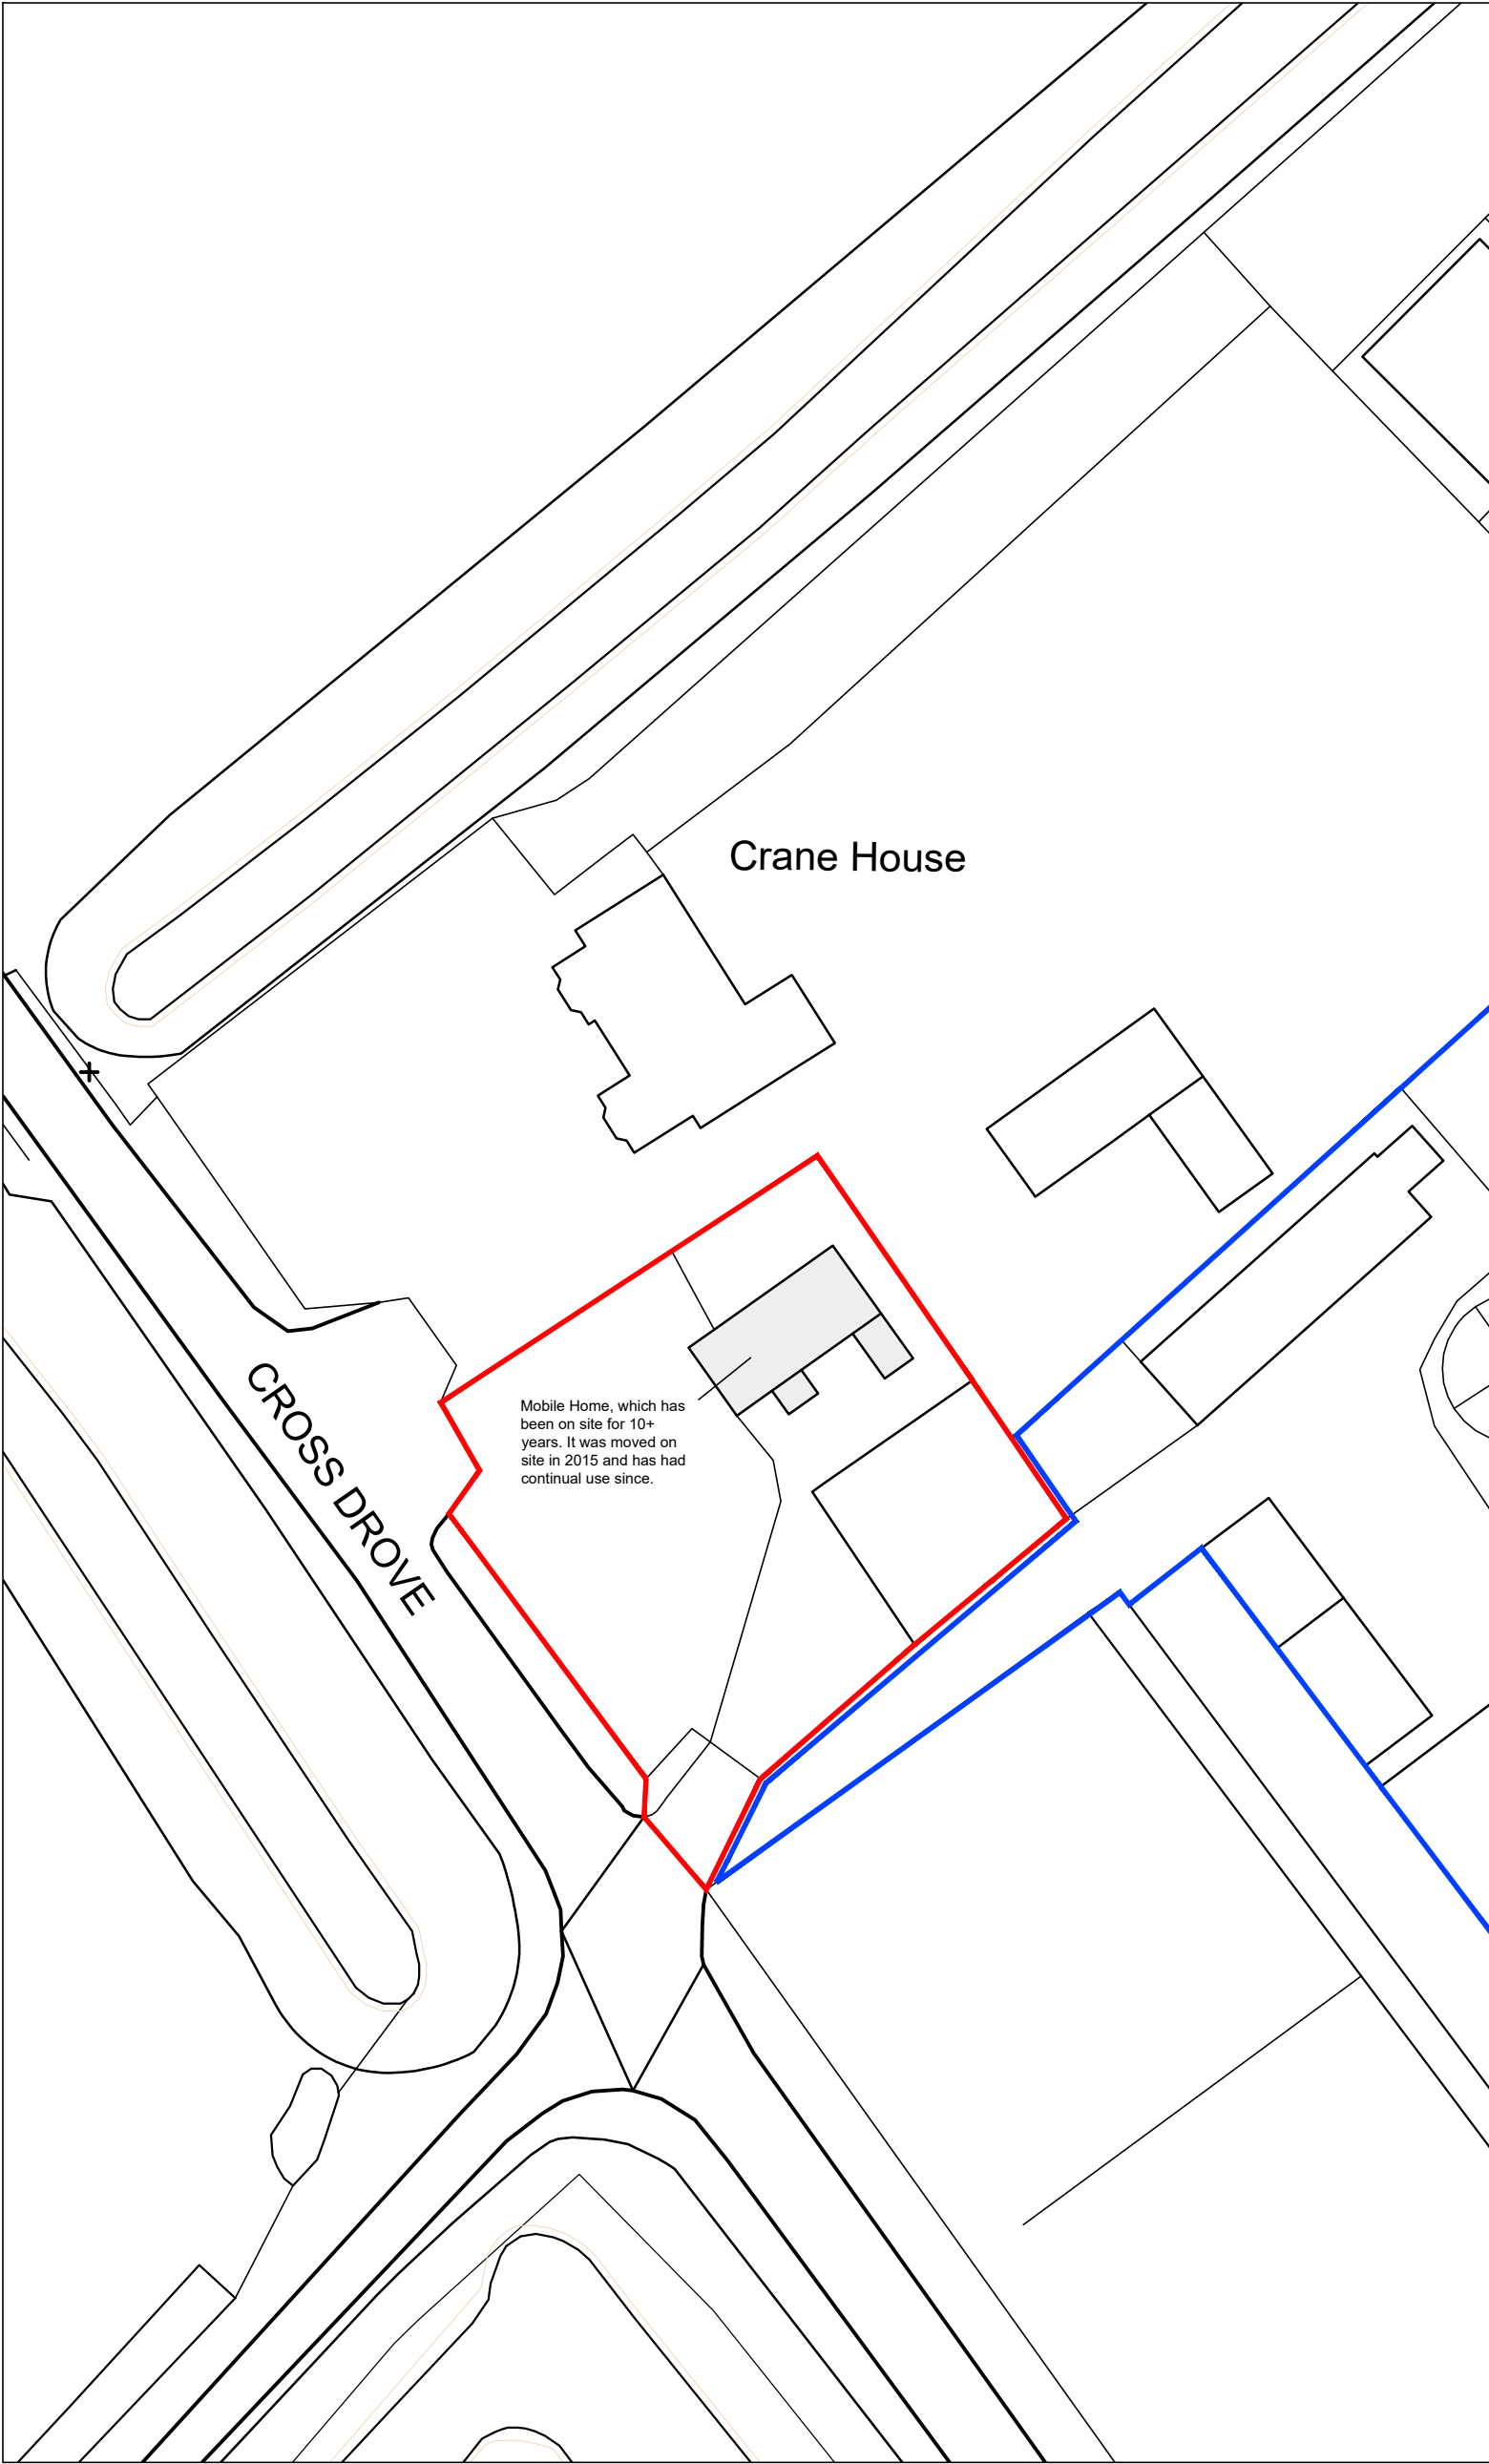 Crane House
Mobile Home, which has
been on site for 10+
years. It was moved on
site in 2015 and has had
continual use since.
CROSS DROVE